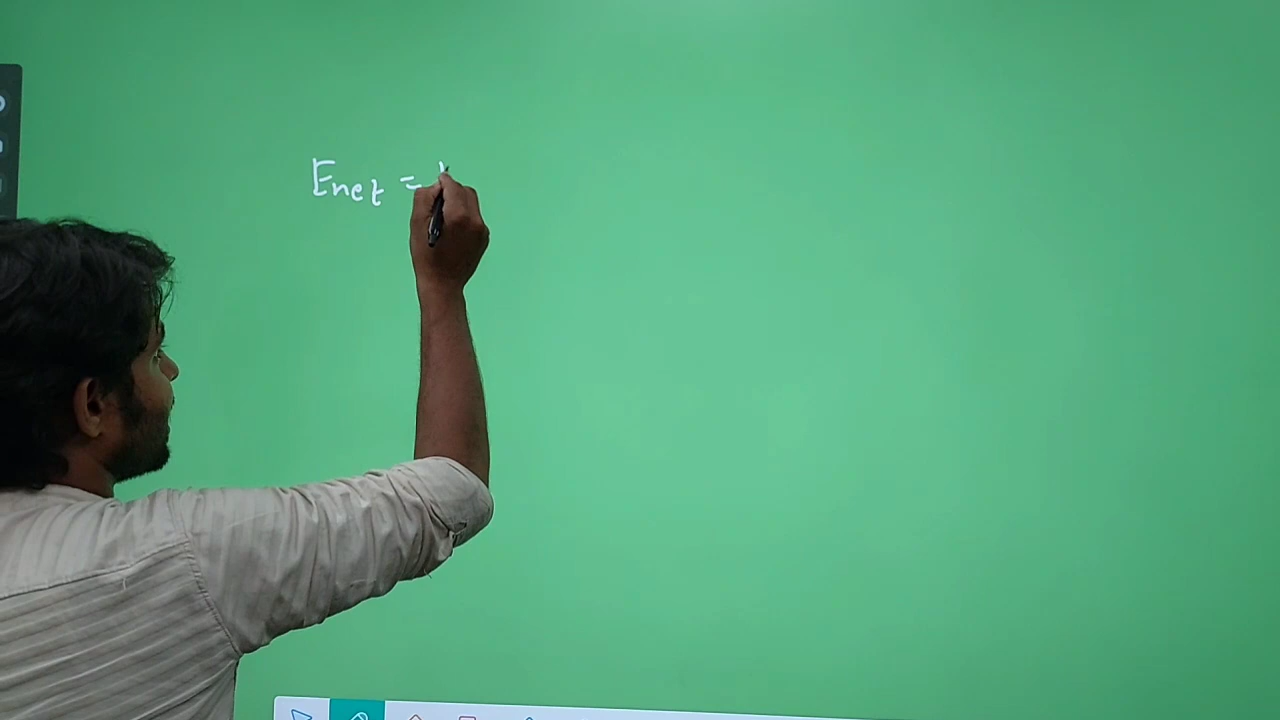 Enet =